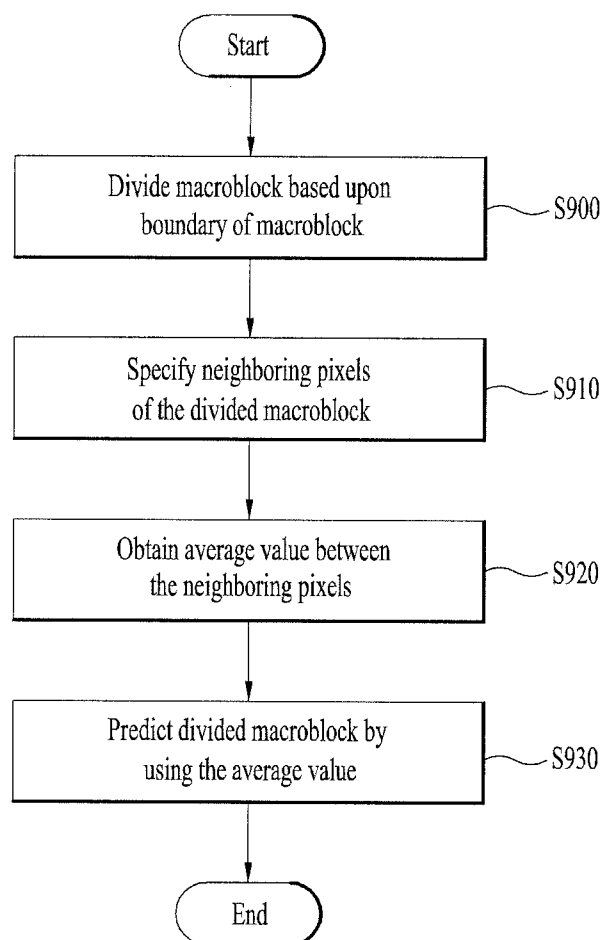 Start
Divide macroblock based upon
boundary of macroblock
S900
Specify neighboring pixels
of the divided macroblock
S910
Obtain average value between
the neighboring pixels
S920
Predict divided macroblock by
using the average value
S930
End